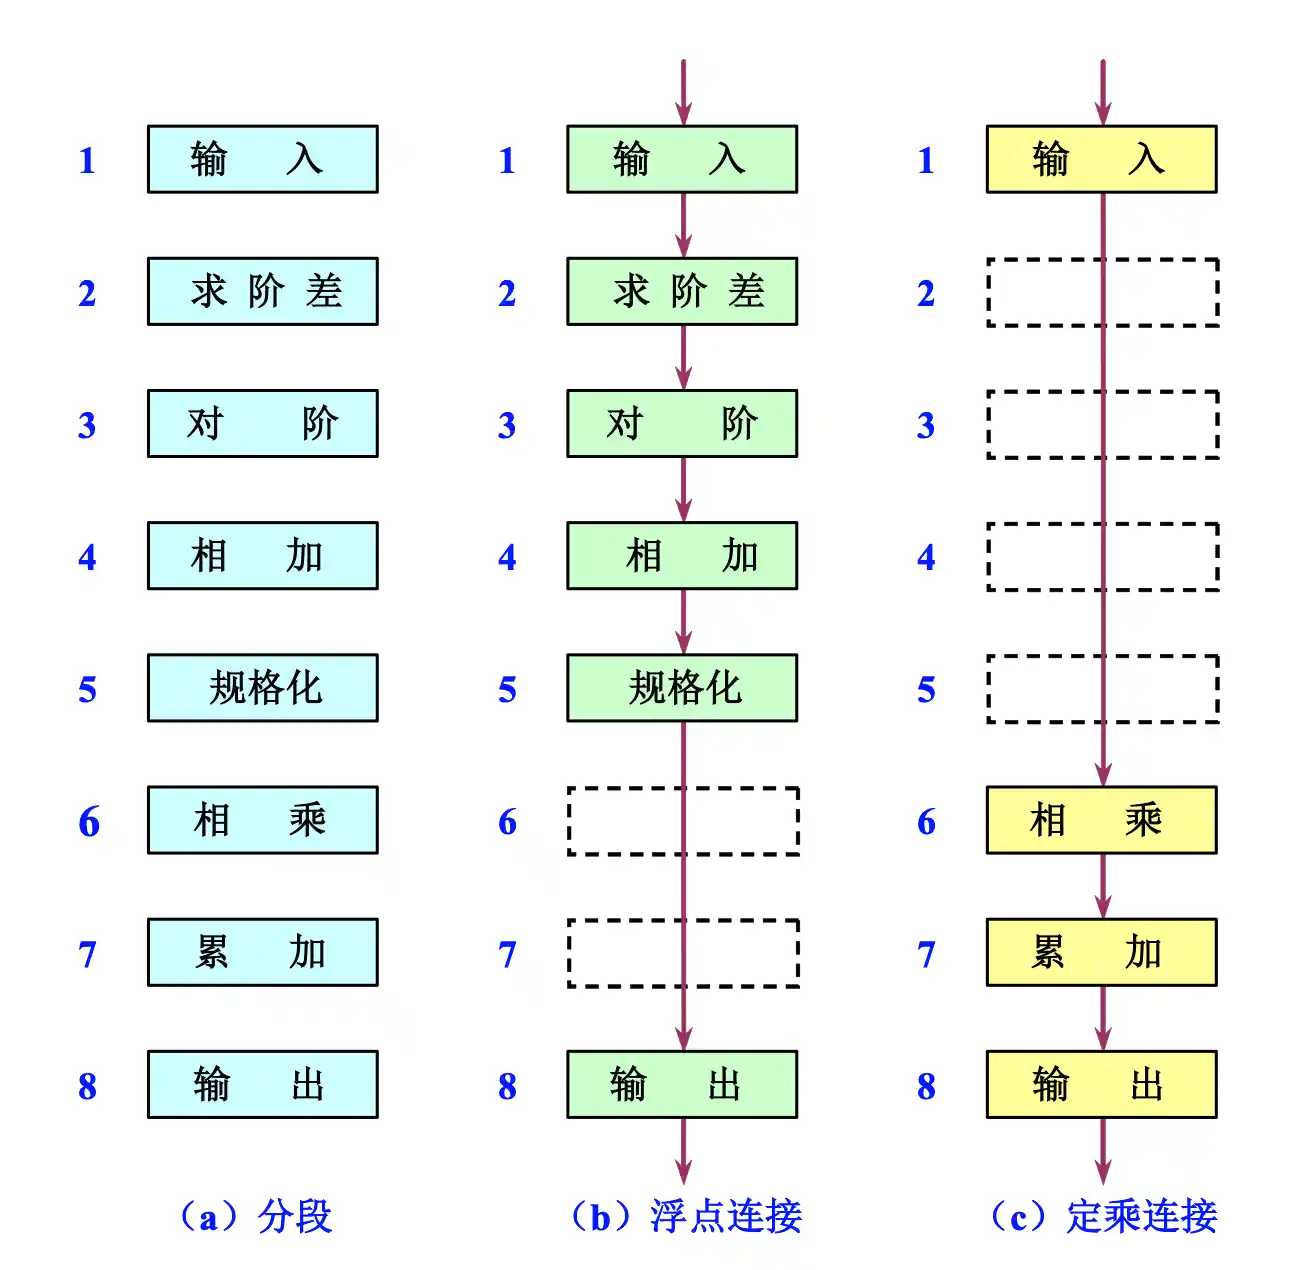 1 输 入 1 输 入 1 输 入
2 求 阶 差 2 求 阶 差 2
3 对 阶 3 对 阶 3
4 相 加 4 相 加 4
5 规格化 5 规格化 5
6 相 乘 6 6 相 乘
7 累 加 7 7 累 加
8 输 出 8 输 出 8 输 出
（a）分段 （b）浮点连接 （c）定乘连接